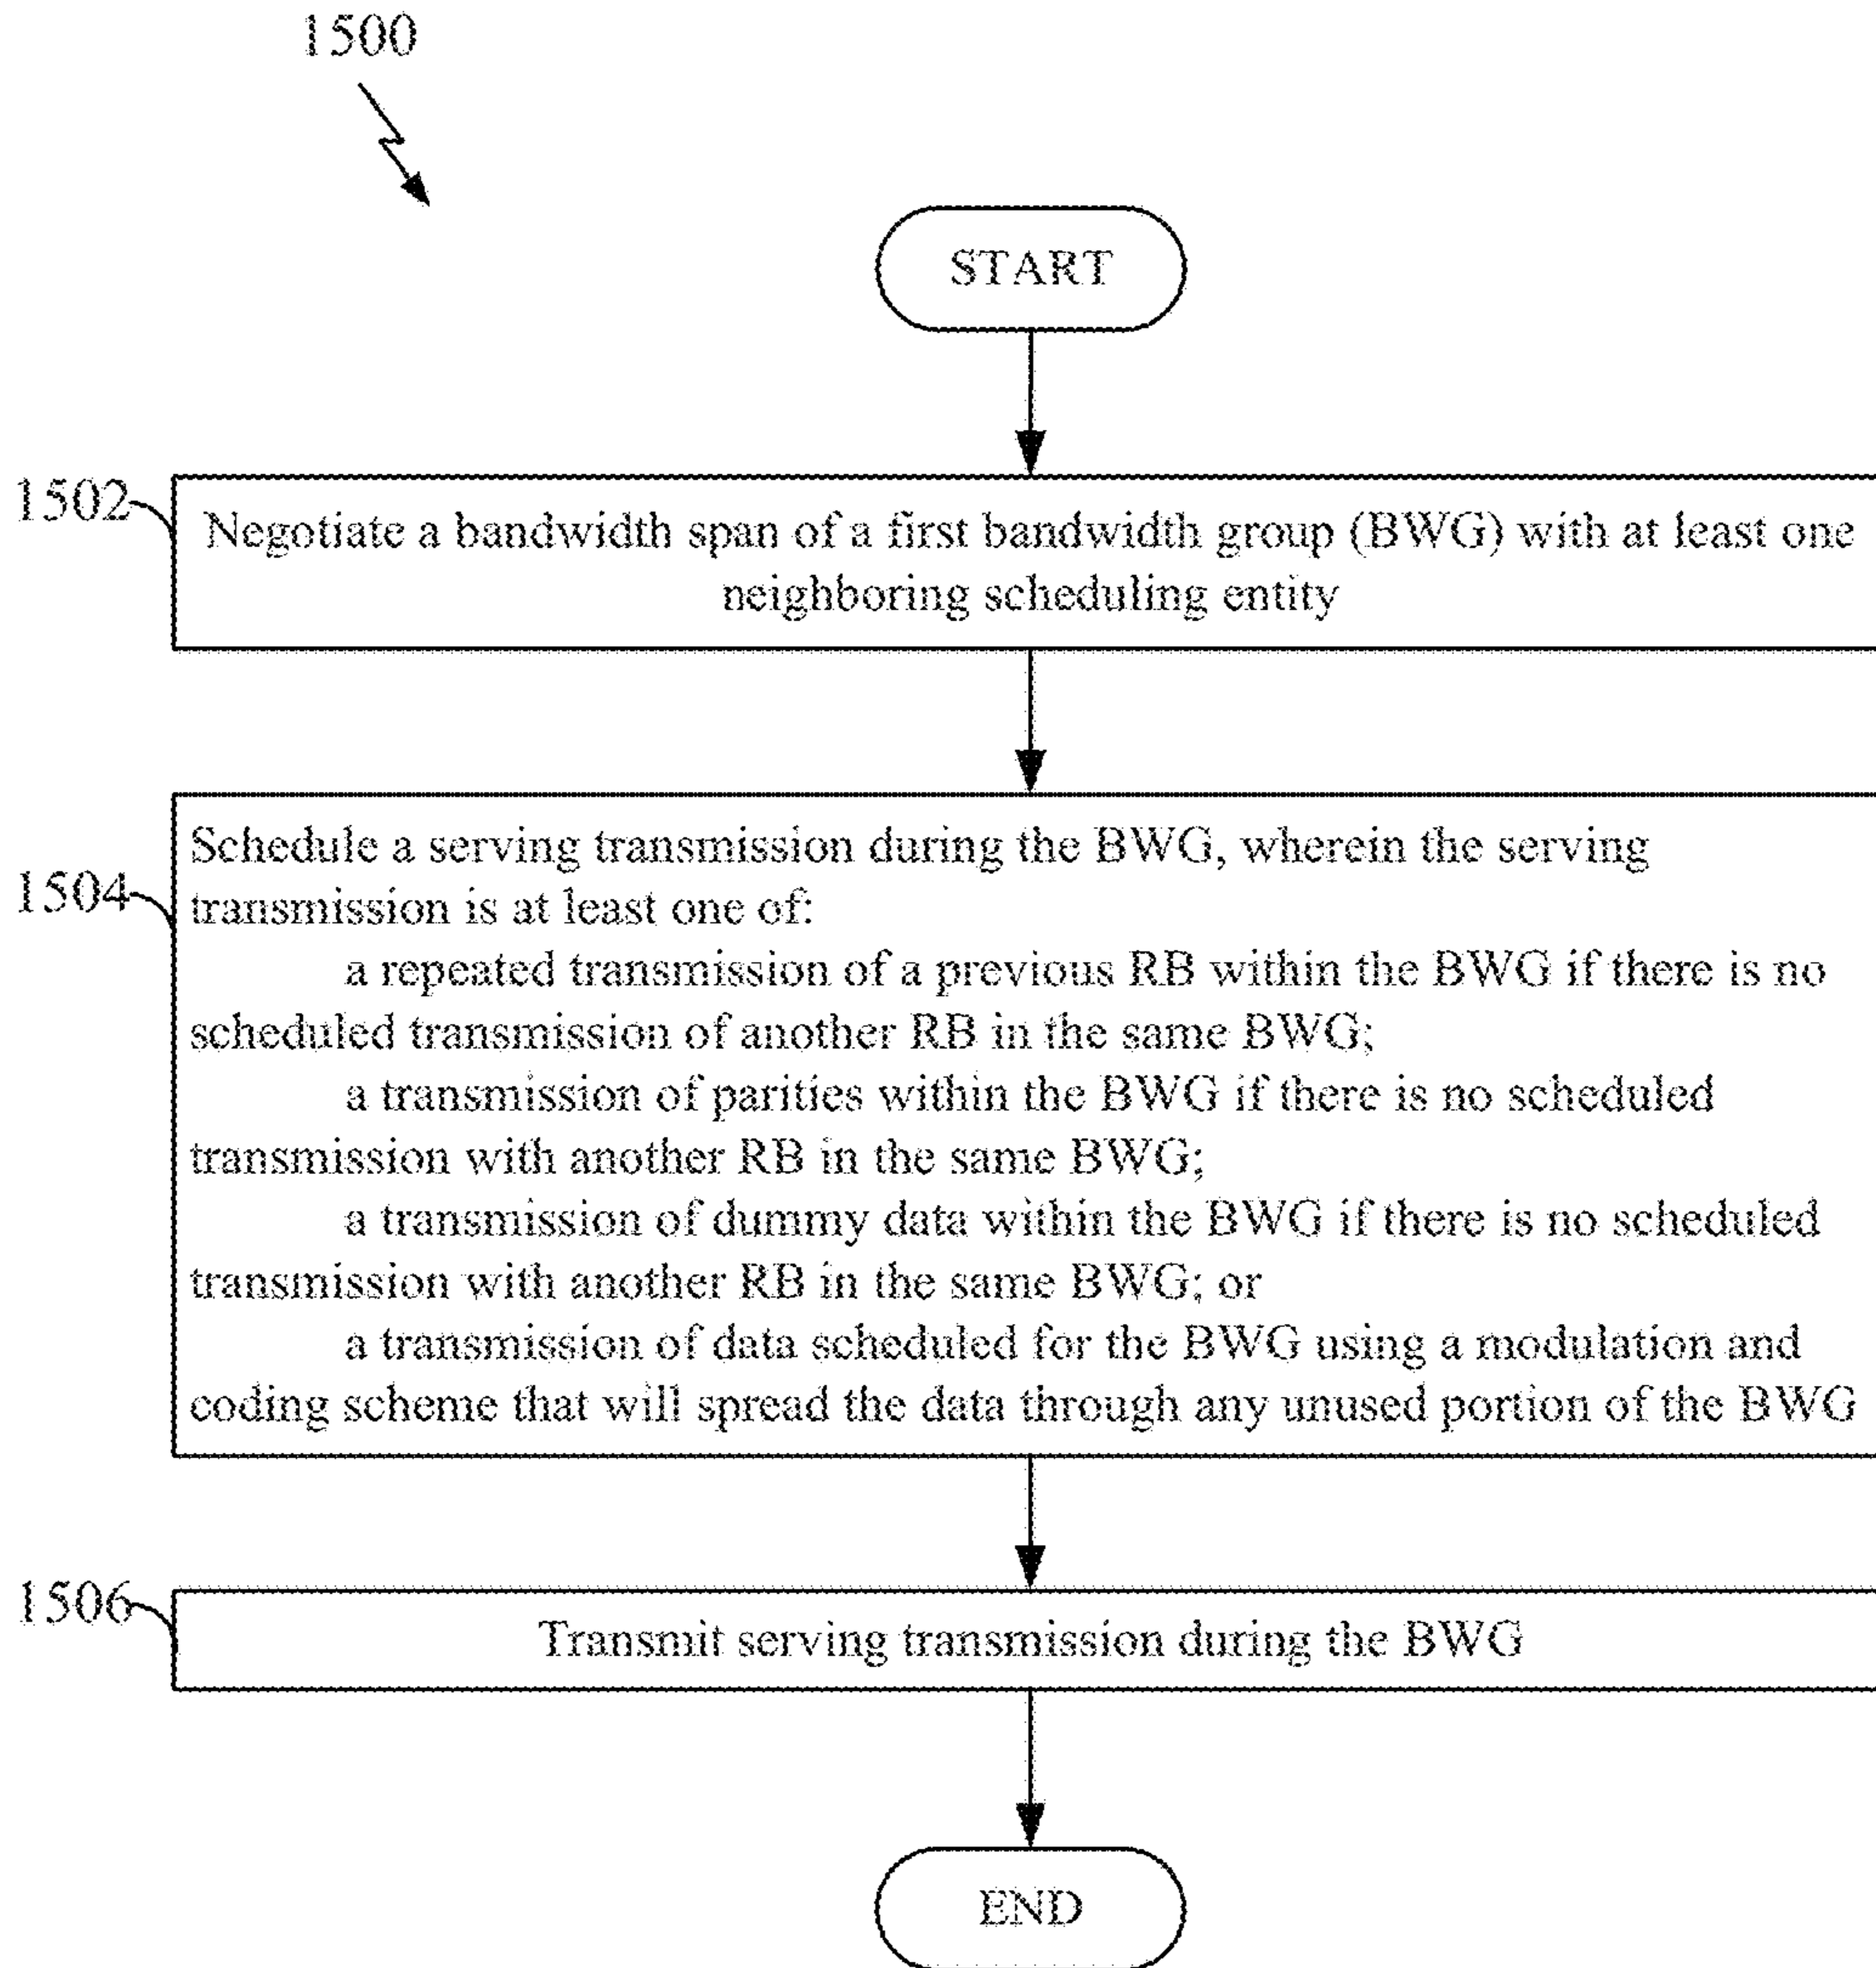 1500
START
1502
Negotiate a bandwidth span of a first bandwidth group (BWG) with at least one
neighboring scheduling entity
1504
Schedule a serving transmission during the BWG, wherein the serving
transmission is at least one of:
a repeated transmission of a previous RB within the BWG if there is no
scheduled transmission of another RB in the same BWG;
a transmission of parities within the BWG if there is no scheduled
transmission with another RB in the same BWG;
a transmission of dummy data within the BWG if there is no scheduled
transmission with another RB in the same BWG; or
a transmission of data scheduled for the BWG using a modulation and
coding scheme that will spread the data through any unused portion of the BWG
1506
Transmit serving transmission during the BWG
END